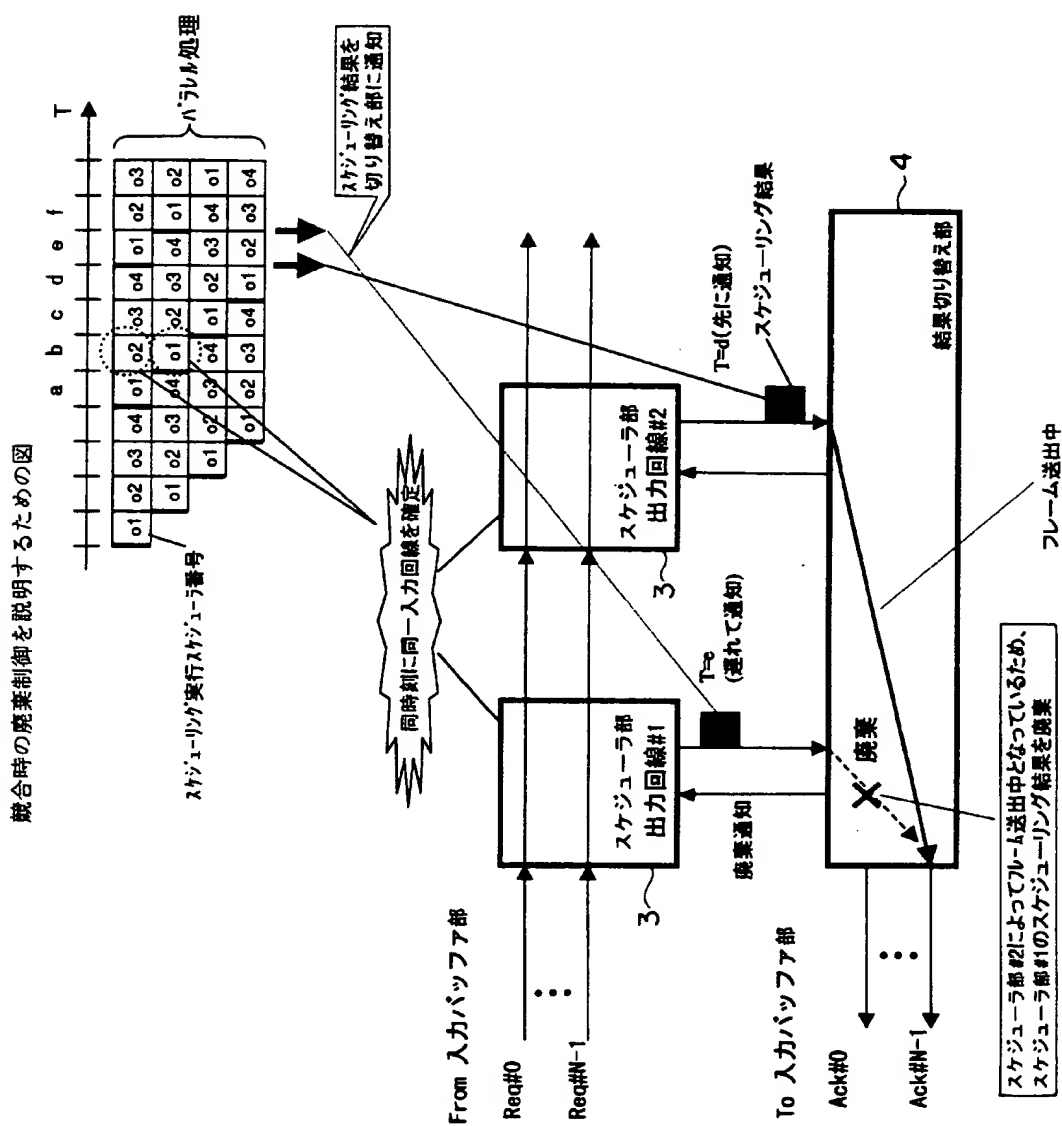 競合時の廃棄制御を説明するための図
a b c d e f T
o1 o2 o3 o4 o1 o2 o3 o4 o1 o2 o3
o1 o2 o3 o4 o1 o2 o3 o4 o1 o2
o1 o2 o3 o4 o1 o2 o3 o4 o1
o1 o2 o3 o4 o1 o2 o3 o4
パラレル処理
スケジューリング実行スケジューラ番号
スケジューリング結果を
切り替え部に通知
同時刻に同一入力回線を確定
From 入力バッファ部
Req#0
Req#N-1
スケジューラ部
出力回線#1
3
スケジューラ部
出力回線#2
3
廃棄通知
T=e
(遅れて通知)
T=d(先に通知)
スケジューリング結果
To 入力バッファ部
Ack#0
Ack#N-1
廃棄
結果切り替え部
4
フレーム送出中
スケジューラ部#2によってフレーム送出中となっているため、
スケジューラ部#1のスケジューリング結果を廃棄